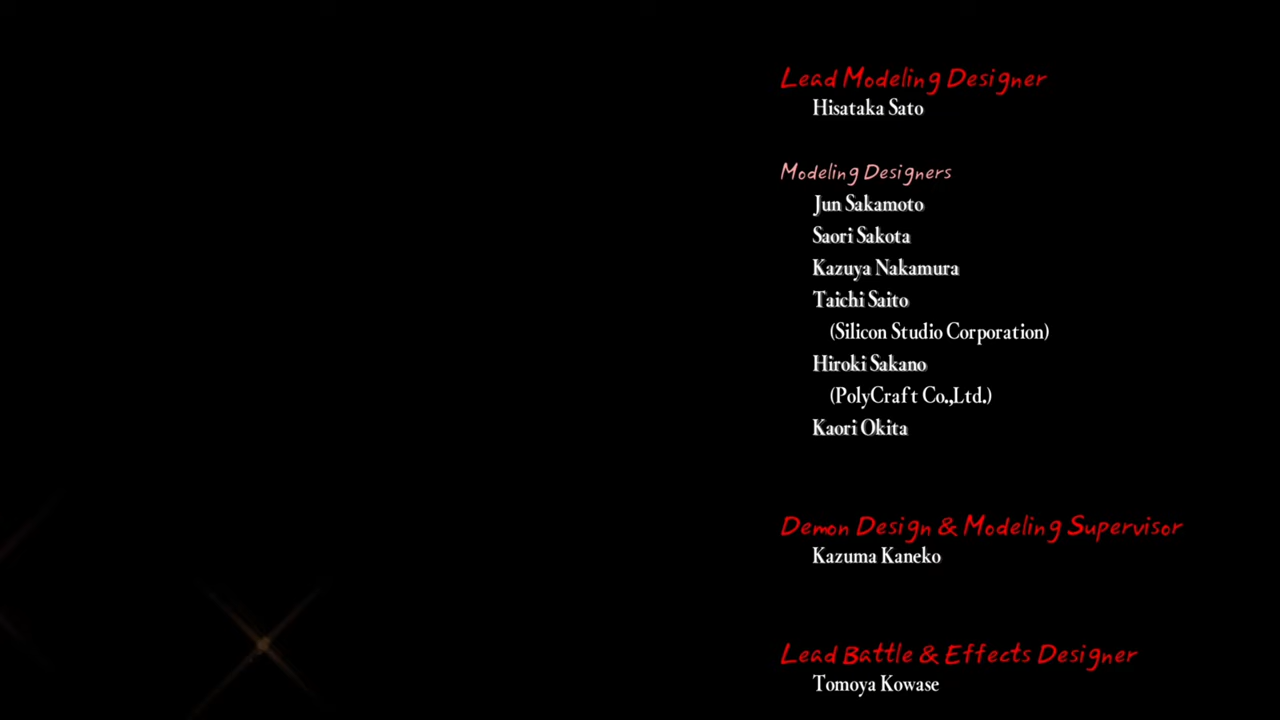 Lead Modeling Designer
Hisataka Sato
Modeling Designers
Jun Sakamoto
Saori Sakota
Kazuya Nakamura
Taichi Saito
(Silicon Studio Corporation)
Hiroki Sakano
(PolyCraft Co.,Ltd.)
Kaori Okita
Demon Design & Modeling Supervisor
Kazuma Kaneko
Lead Battle & Effects Designer
Tomoya Kowase